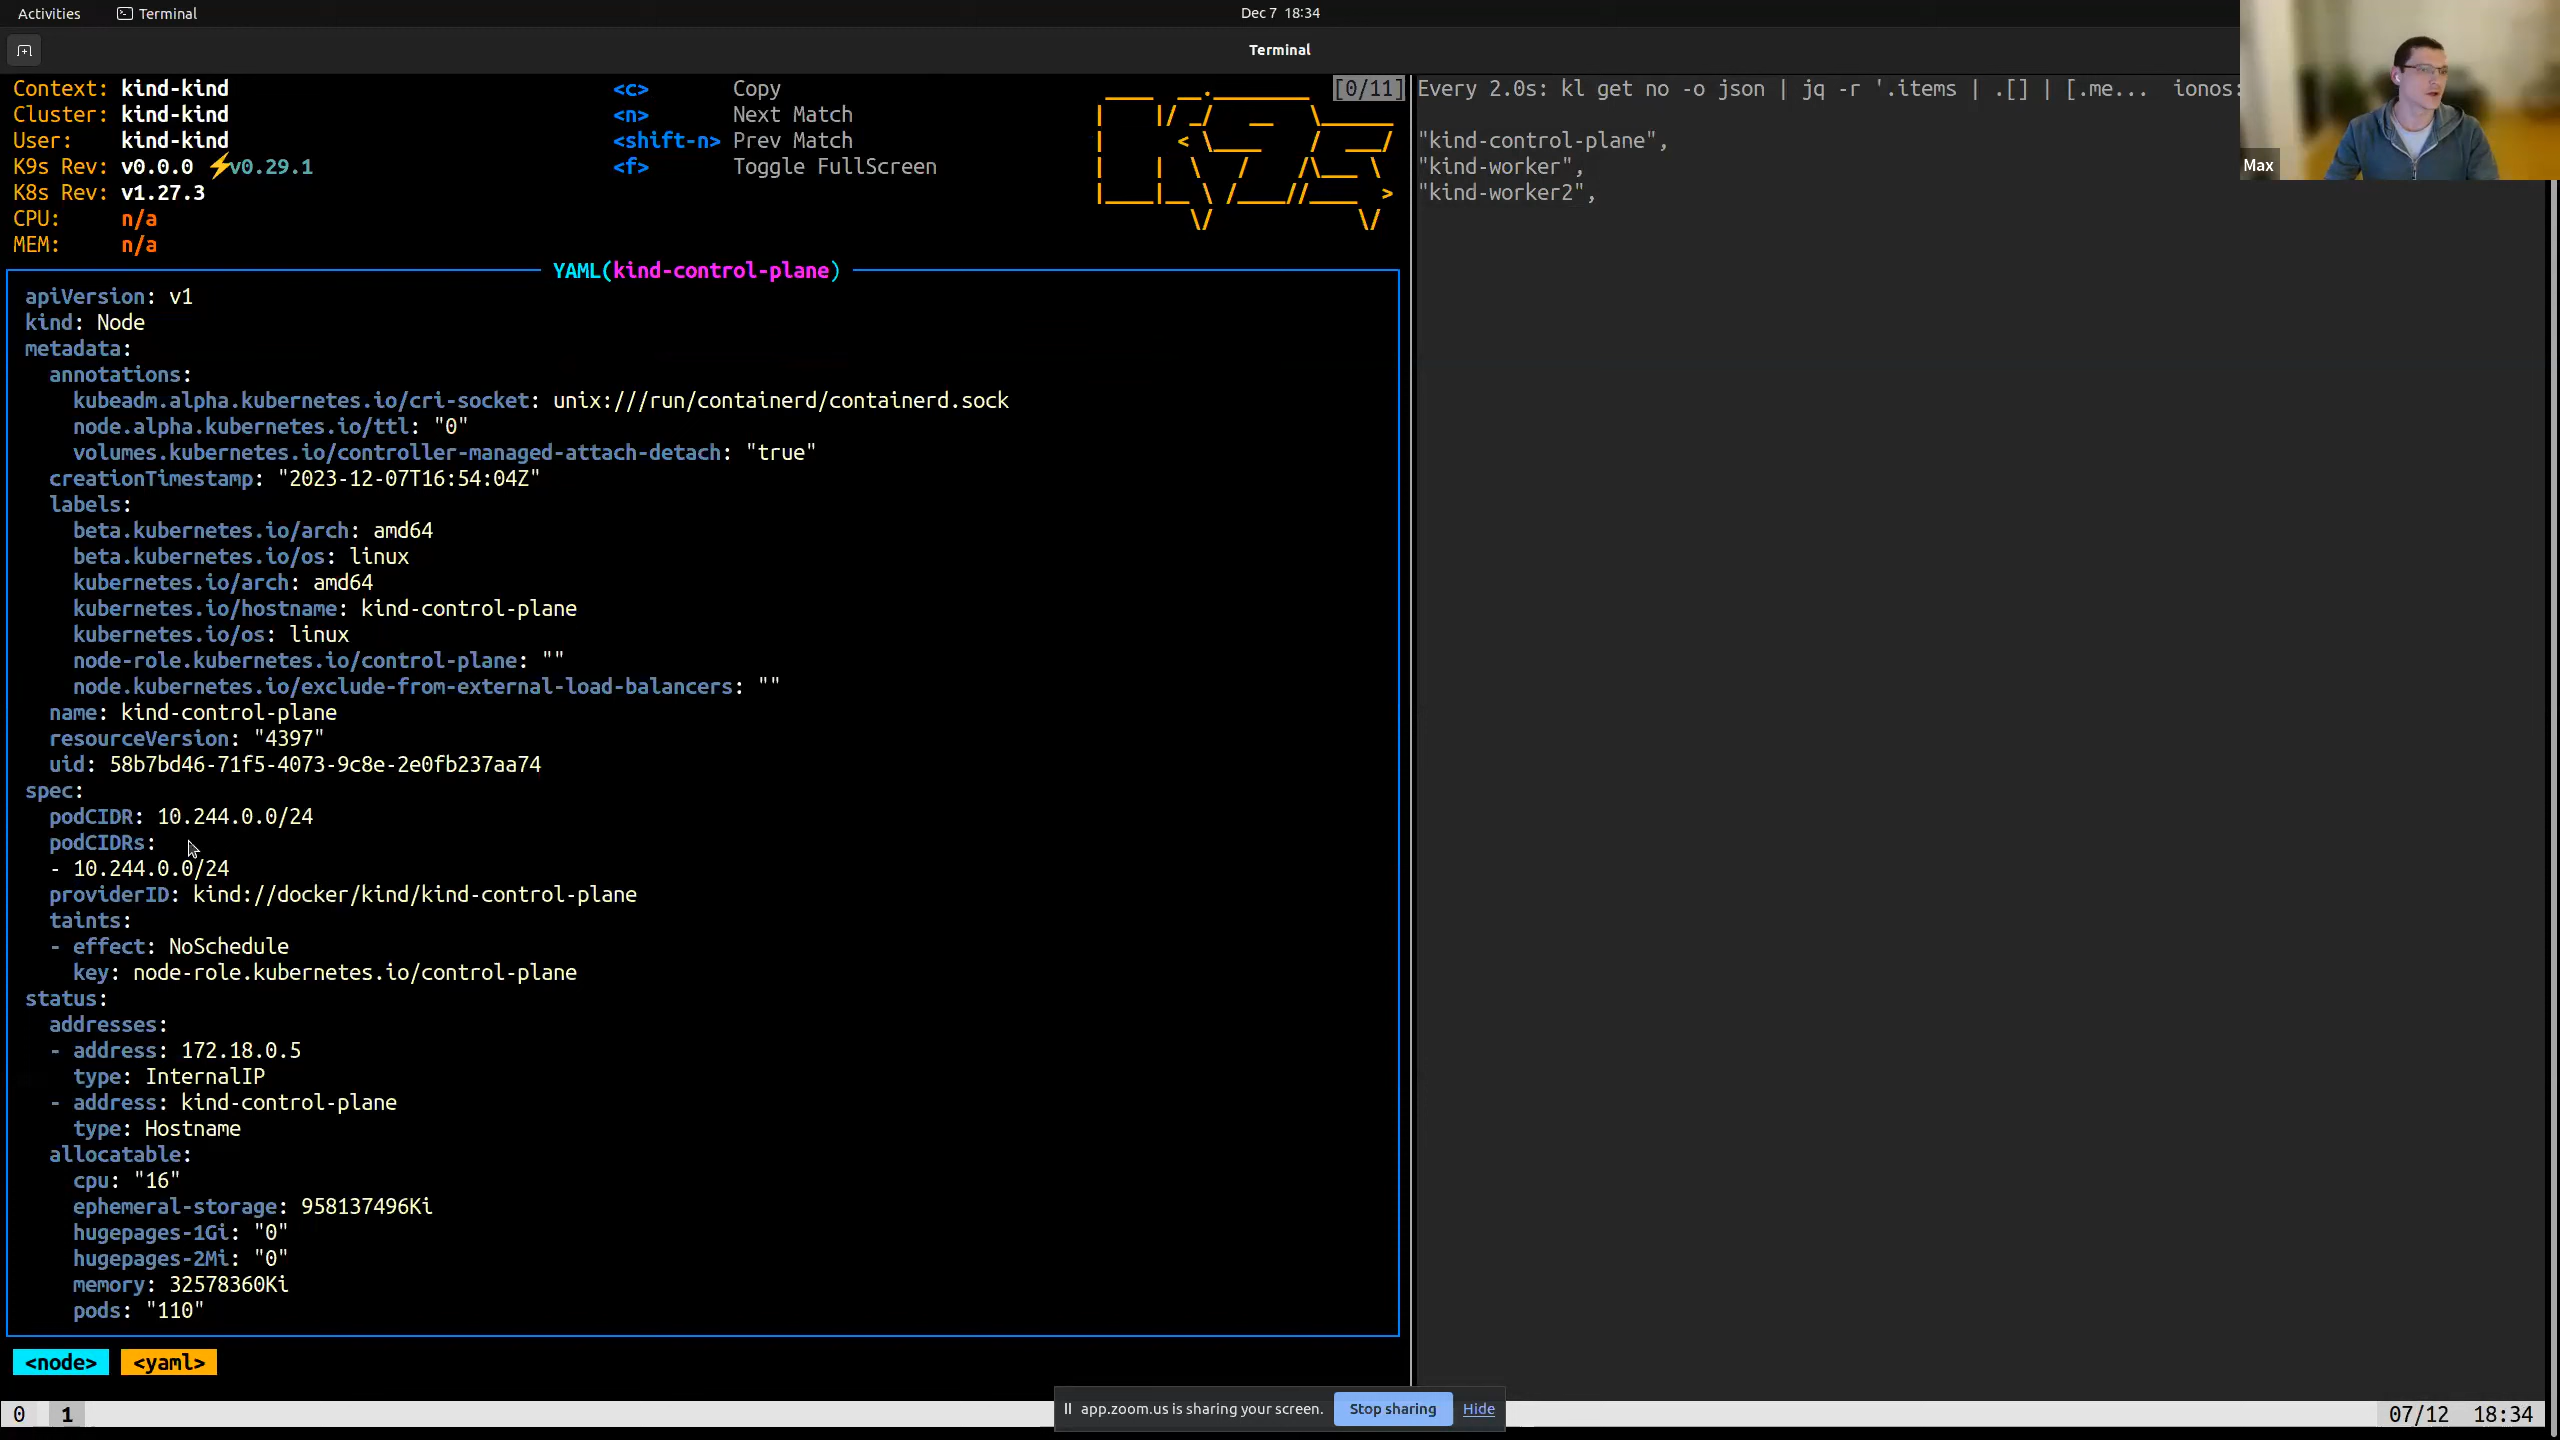 Activities Terminal Dec 7 18:34
Terminal
Context: kind-kind <c> Copy [0/11]
Cluster: kind-kind <n> Next Match
User: kind-kind <shift-n> Prev Match
K9s Rev: v0.0.0 ⚡v0.29.1 <f> Toggle FullScreen
K8s Rev: v1.27.3
CPU: n/a
MEM: n/a
YAML(kind-control-plane)
apiVersion: v1
kind: Node
metadata:
annotations:
kubeadm.alpha.kubernetes.io/cri-socket: unix:///run/containerd/containerd.sock
node.alpha.kubernetes.io/ttl: "0"
volumes.kubernetes.io/controller-managed-attach-detach: "true"
creationTimestamp: "2023-12-07T16:54:04Z"
labels:
beta.kubernetes.io/arch: amd64
beta.kubernetes.io/os: linux
kubernetes.io/arch: amd64
kubernetes.io/hostname: kind-control-plane
kubernetes.io/os: linux
node-role.kubernetes.io/control-plane: ""
node.kubernetes.io/exclude-from-external-load-balancers: ""
name: kind-control-plane
resourceVersion: "4397"
uid: 58b7bd46-71f5-4073-9c8e-2e0fb237aa74
spec:
podCIDR: 10.244.0.0/24
podCIDRs:
- 10.244.0.0/24
providerID: kind://docker/kind/kind-control-plane
taints:
- effect: NoSchedule
key: node-role.kubernetes.io/control-plane
status:
addresses:
- address: 172.18.0.5
type: InternalIP
- address: kind-control-plane
type: Hostname
allocatable:
cpu: "16"
ephemeral-storage: 958137496Ki
hugepages-1Gi: "0"
hugepages-2Mi: "0"
memory: 32578360Ki
pods: "110"
<node> <yaml>
Every 2.0s: kl get no -o json | jq -r '.items | .[] | [.me... ionos:
"kind-control-plane",
"kind-worker",
"kind-worker2",
Max
app.zoom.us is sharing your screen. Stop sharing Hide
0 1 07/12 18:34